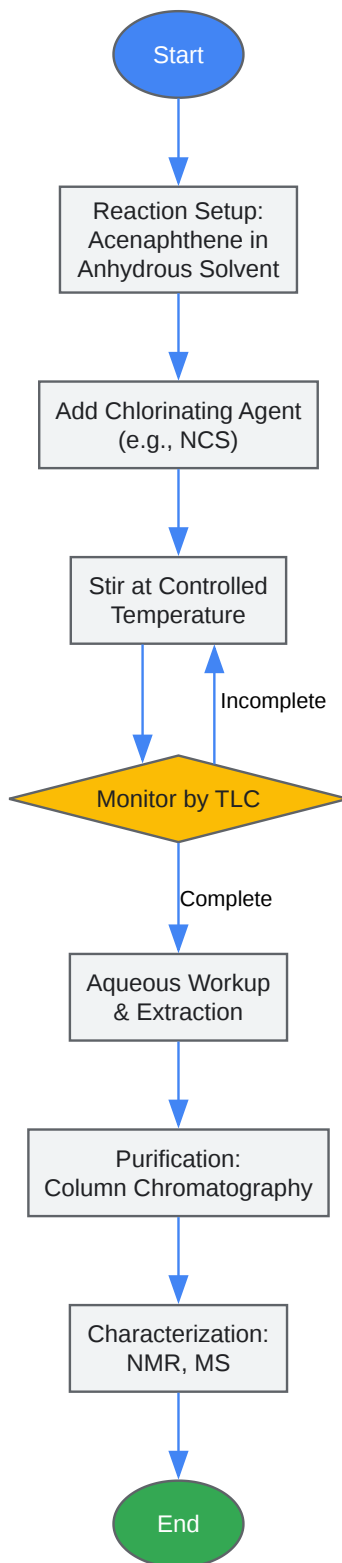 Start
Reaction Setup:
Acenaphthene in
Anhydrous Solvent
Add Chlorinating Agent
(e.g., NCS)
Stir at Controlled
Temperature
Incomplete
Monitor by TLC
Complete
Aqueous Workup
& Extraction
Purification:
Column Chromatography
Characterization:
NMR, MS
End